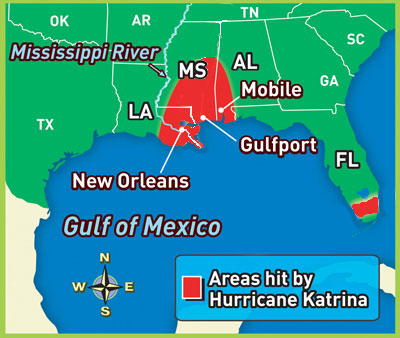 OK
AR
TN
SC
Mississippi River
MS
AL
GA
Mobile
LA
TX
Gulfport
FL
New Orleans
Gulf of Mexico
N
W
E
S
Areas hit by
Hurricane Katrina